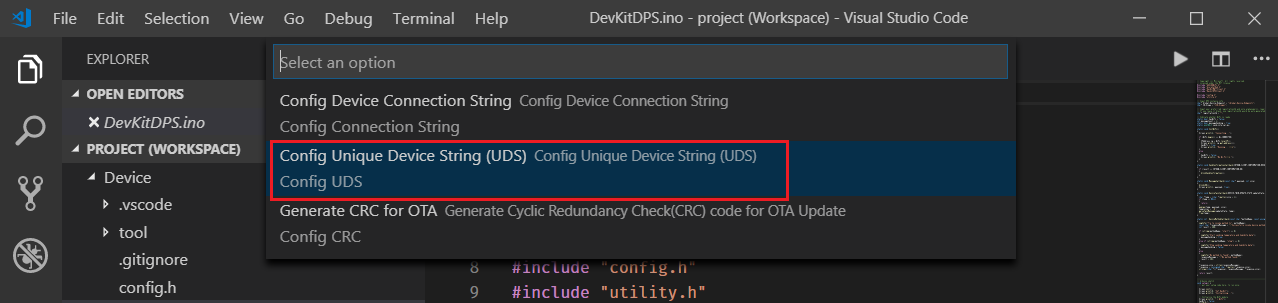 File Edit Selection View Go Debug Terminal Help DevKitDPS.ino - project (Workspace) - Visual Studio Code
EXPLORER
Select an option
OPEN EDITORS
Config Device Connection String Config Device Connection String
DevKitDPS.ino
Config Connection String
PROJECT (WORKSPACE)
Config Unique Device String (UDS) Config Unique Device String (UDS)
Device
Config UDS
.vscode
Generate CRC for OTA Generate Cyclic Redundancy Check(CRC) code for OTA Update
tool
Config CRC
.gitignore
8 #include "config.h"
config.h
9 #include "utility.h"